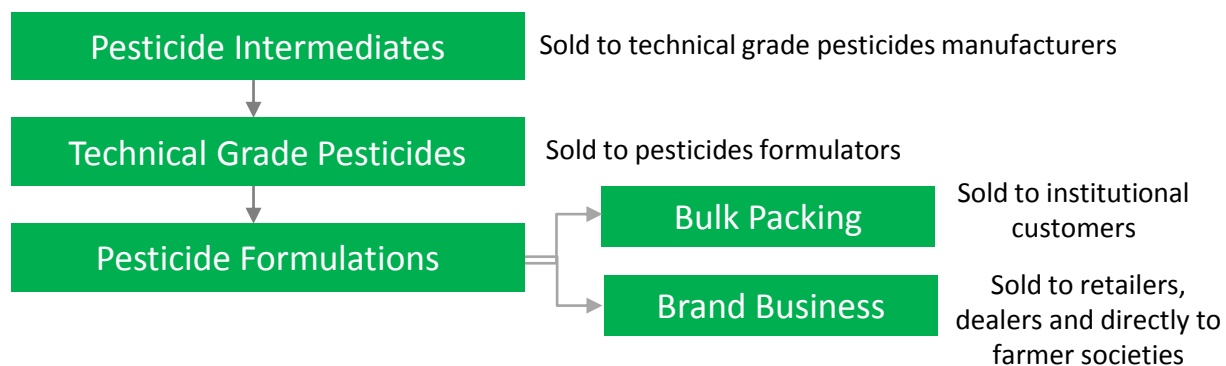 Pesticide Intermediates
Sold to technical grade pesticides manufacturers
Technical Grade Pesticides
Sold to pesticides formulators
Bulk Packing
Sold to institutional
customers
Pesticide Formulations
Brand Business
Sold to retailers,
dealers and directly to
farmer societies